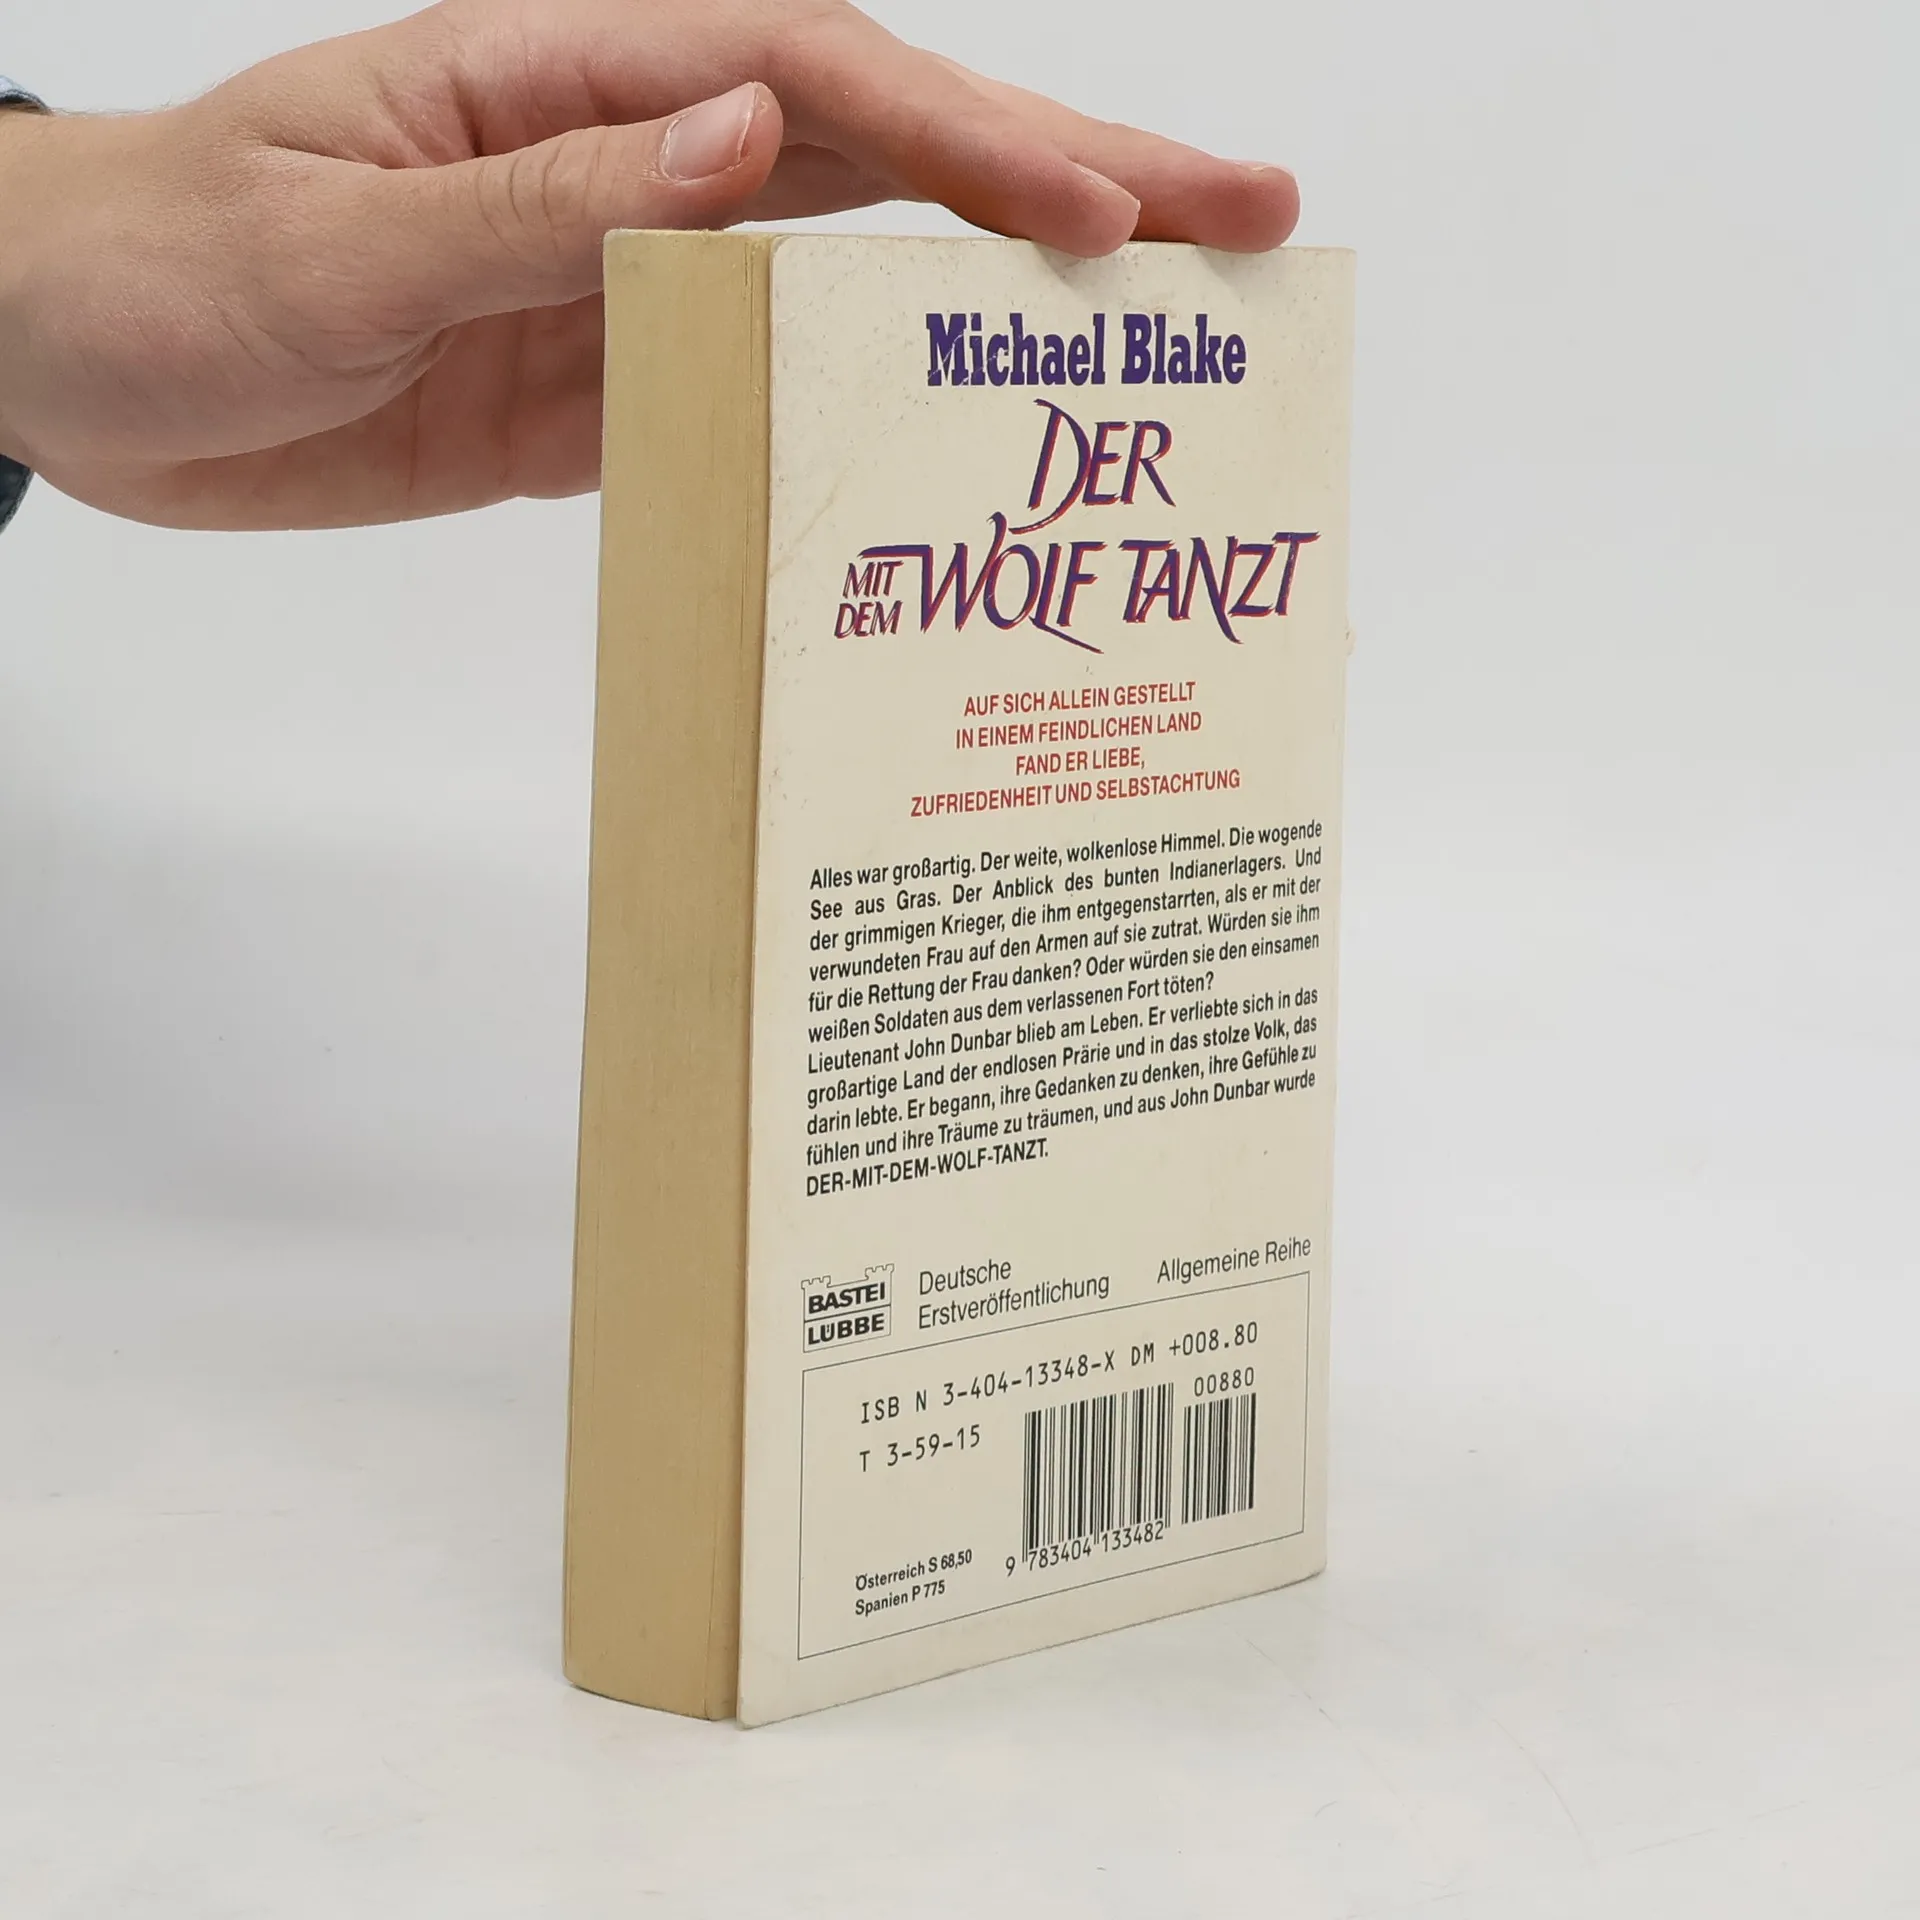 Michael Blake
DER
MIT DEM WOLF TANZT
AUF SICH ALLEIN GESTELLT
IN EINEM FEINDLICHEN LAND
FAND ER LIEBE,
ZUFRIEDENHEIT UND SELBSTACHTUNG
Alles war großartig. Der weite, wolkenlose Himmel. Die wogende
See aus Gras. Der Anblick des bunten Indianerlagers. Und
der grimmigen Krieger, die ihm entgegenstarrten, als er mit der
verwundeten Frau auf den Armen auf sie zutrat. Würden sie ihm
für die Rettung der Frau danken? Oder würden sie den einsamen
weißen Soldaten aus dem verlassenen Fort töten?
Lieutenant John Dunbar blieb am Leben. Er verliebte sich in das
großartige Land der endlosen Prärie und in das stolze Volk, das
darin lebte. Er begann, ihre Gedanken zu denken, ihre Gefühle zu
fühlen und ihre Träume zu träumen, und aus John Dunbar wurde
DER-MIT-DEM-WOLF-TANZT.
BASTEI
LÜBBE
Deutsche
Erstveröffentlichung
Allgemeine Reihe
ISB N 3-404-13348-X DM +008.80
00880
T 3-59-15
9 783404 133482
Österreich S 68,50
Spanien P 775